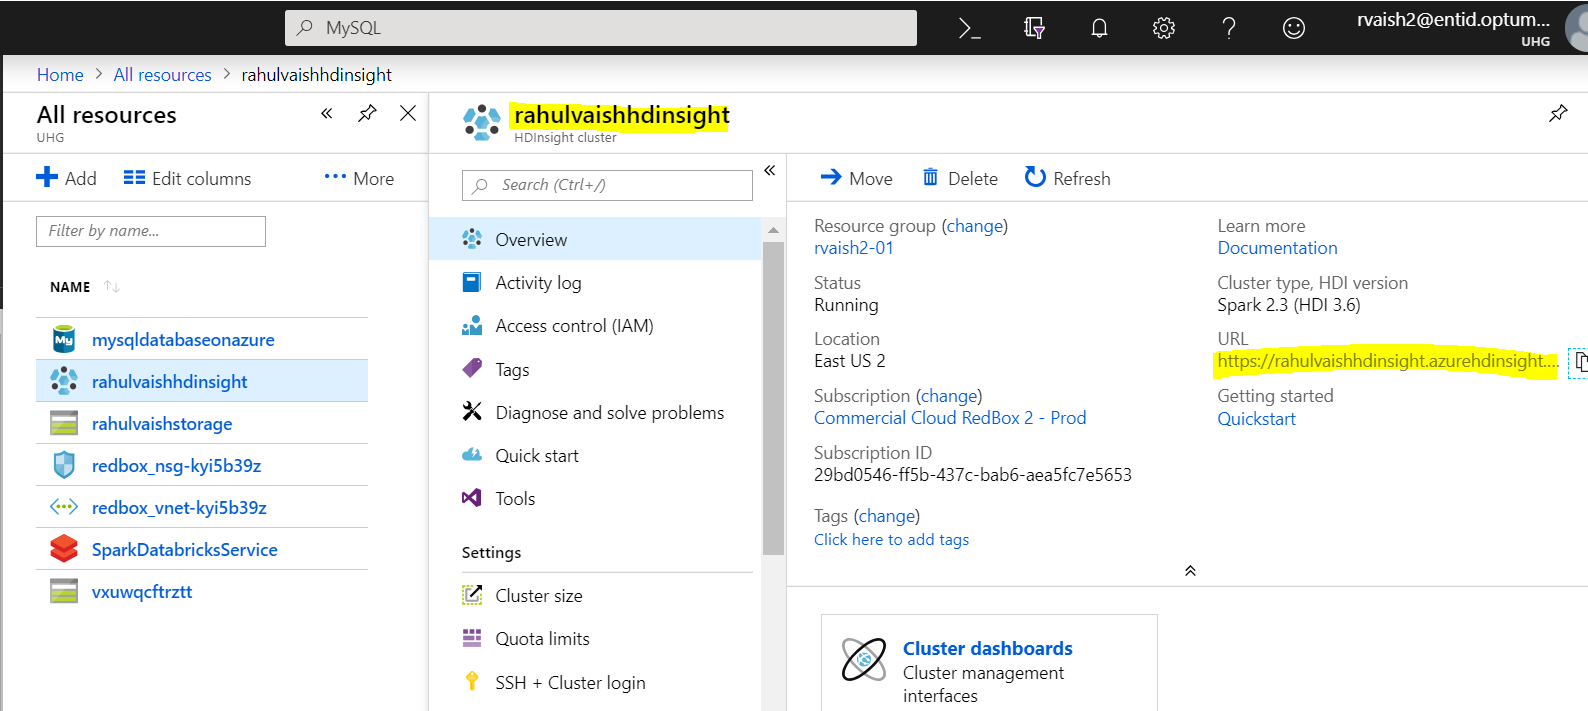 MySQL
rvaish2@entid.optum...
UHG
Home > All resources > rahulvaishhdinsight
All resources
UHG
Add Edit columns ... More
Filter by name...
NAME
mysqldatabaseonazure
rahulvaishhdinsight
rahulvaishstorage
redbox_nsg-kyi5b39z
redbox_vnet-kyi5b39z
SparkDatabricksService
vxuwqcftrztt
rahulvaishhdinsight
HDInsight cluster
Search (Ctrl+/)
Overview
Activity log
Access control (IAM)
Tags
Diagnose and solve problems
Quick start
Tools
Settings
Cluster size
Quota limits
SSH + Cluster login
Move Delete Refresh
Resource group (change)
rvaish2-01
Status
Running
Location
East US 2
Subscription (change)
Commercial Cloud RedBox 2 - Prod
Subscription ID
29bd0546-ff5b-437c-bab6-aea5fc7e5653
Tags (change)
Click here to add tags
Learn more
Documentation
Cluster type, HDI version
Spark 2.3 (HDI 3.6)
URL
https://rahulvaishhdinsight.azurehdinsight....
Getting started
Quickstart
Cluster dashboards
Cluster management
interfaces